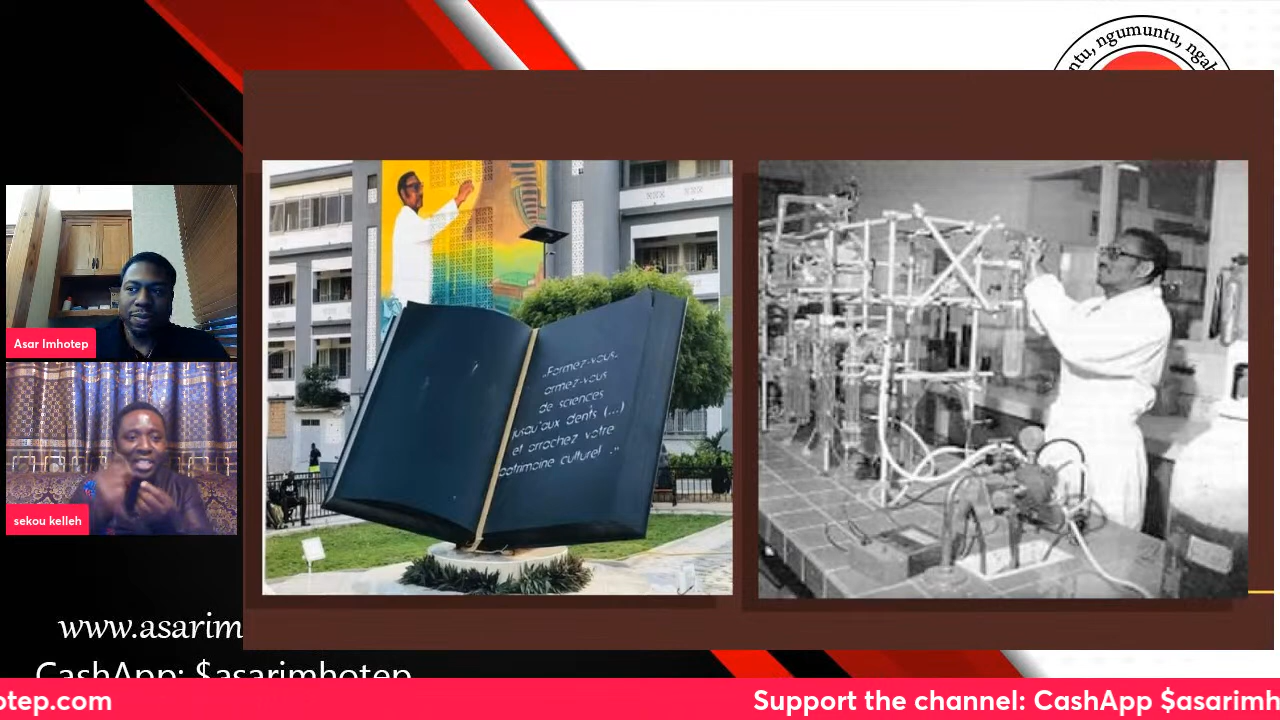 ntu, ngumuntu, ngab
Asar Imhotep
sekou kelleh
„Formez-vous,
armez-vous
de sciences
jusqu'aux dents (...)
et arrachez votre
patrimoine culturel ."
www.asarim
CashApp: $asarimhotep
otep.com
Support the channel: CashApp $asarimh